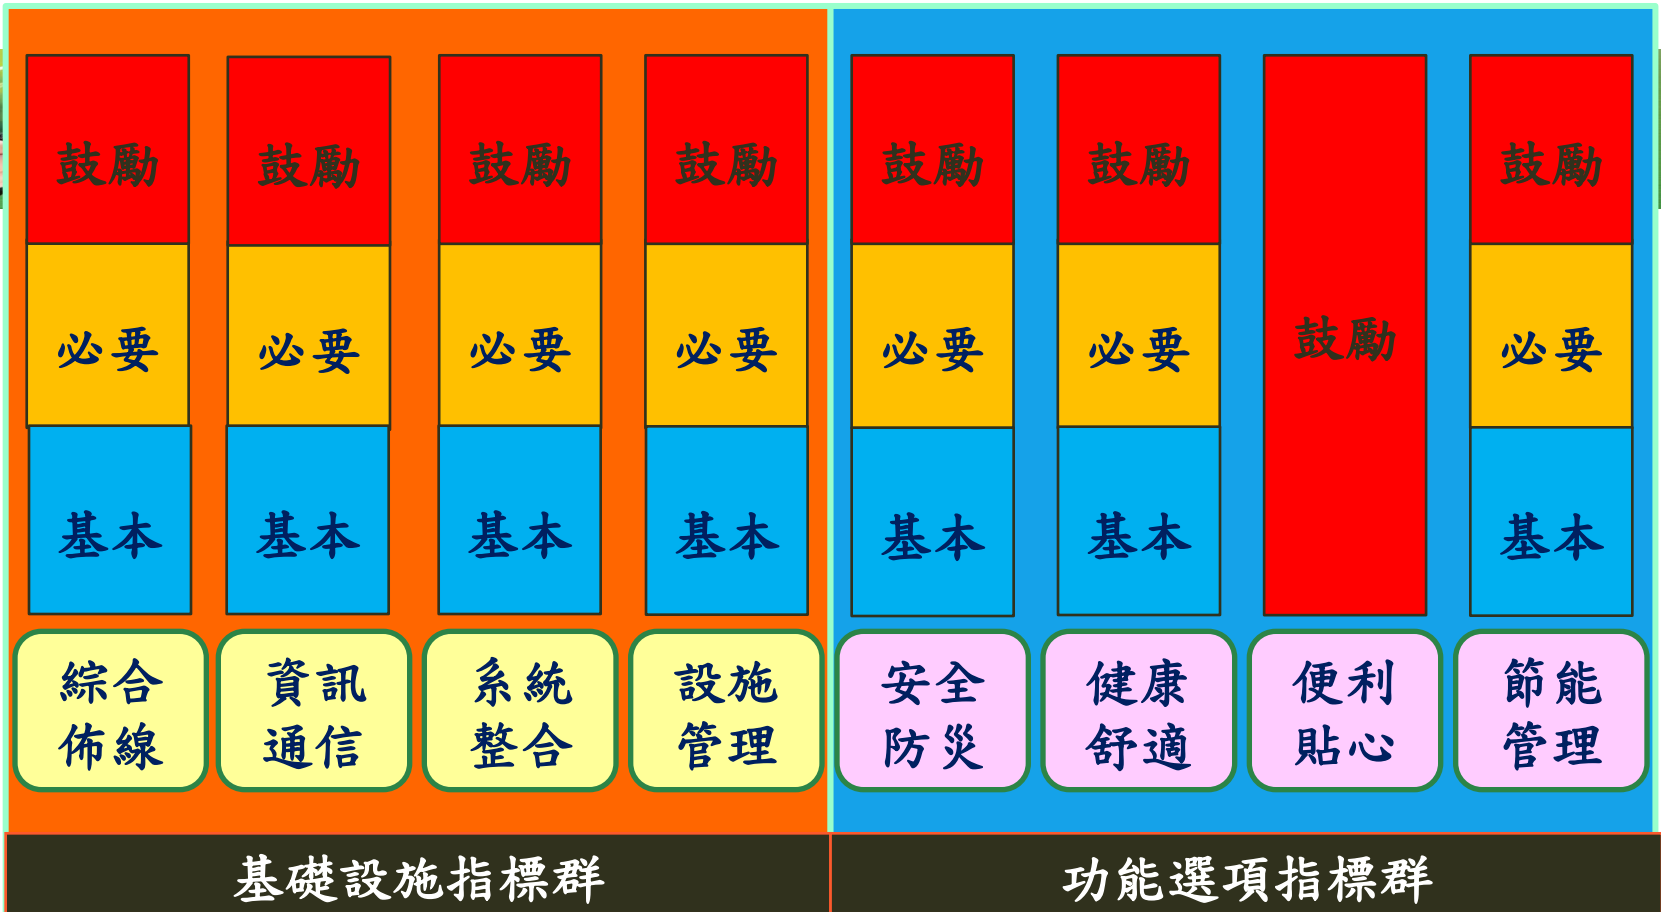 鼓勵
鼓勵
鼓勵
鼓勵
鼓勵
鼓勵
鼓勵
必要
必要
必要
必要
必要
必要
鼓勵
必要
基本
基本
基本
基本
基本
基本
基本
綜合
佈線
資訊
通信
系統
整合
設施
管理
安全
防災
健康
舒適
便利
貼心
節能
管理
基礎設施指標群
功能選項指標群